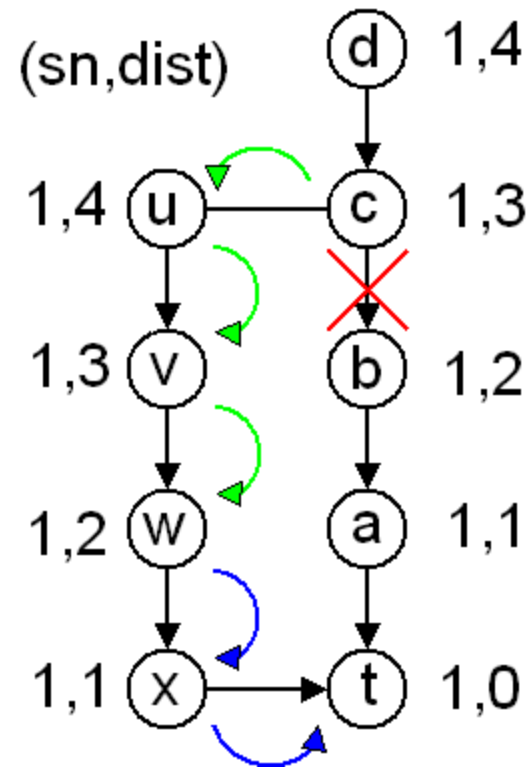 (sn,dist)
d 1,4
1,4 u c 1,3
1,3 v b 1,2
1,2 w a 1,1
1,1 x t 1,0